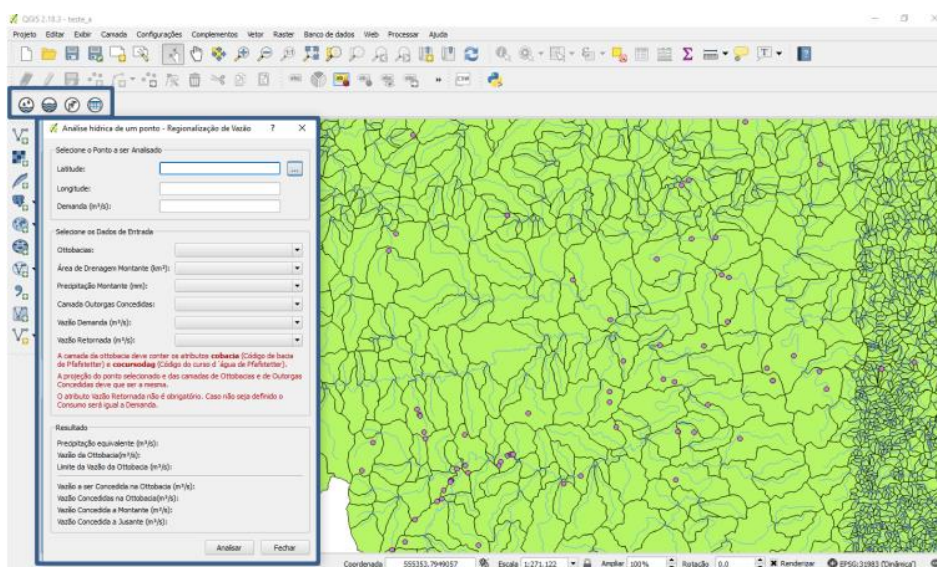 QGIS 2.18.3 - teste_a
Projeto Editar Exibir Camada Configurações Complementos Vetor Raster Banco de dados Web Processar Ajuda
Análise hídrica de um ponto - Regionalização de Vazão ? X
Selecione o Ponto a ser Analisado
Latitude:
...
Longitude:
Demanda (m³/s):
Selecione os Dados de Entrada
Ottobacias:
Área de Drenagem Montante (km²):
Precipitação Montante (mm):
Camada Outorgas Concedidas:
Vazão Demanda (m³/s):
Vazão Retornada (m³/s):
A camada da ottobacia deve conter os atributos cobacia (Código de bacia
de Pfafstetter) e cocursodag (Código do curso d´água de Pfafstetter).
A projeção do ponto selecionado e das camadas de Ottobacias e de Outorgas
Concedidas deve que ser a mesma.
O atributo Vazão Retornada não é obrigatório. Caso não seja definido o
Consumo será igual a Demanda.
Resultado
Precipitação equivalente (m³/s):
Vazão da Ottobacia(m³/s):
Limite da Vazão da Ottobacia (m³/s):
Vazão a ser Concedida na Ottobacia (m³/s):
Vazão Concedidas na Ottobacia(m³/s):
Vazão Concedida a Montante (m³/s):
Vazão Concedida a Jusante (m³/s):
Analisar Fechar
Coordenada 555353.7949057 Escala 1:271.122 Ampliar 100% Rotação 0,0 Renderizar EPSG:31983 (Dinâmica)